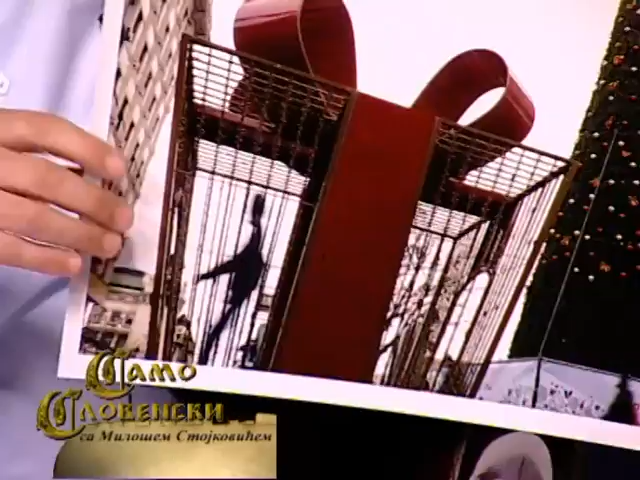 Само
Словенски
са Милошем Стојковићем